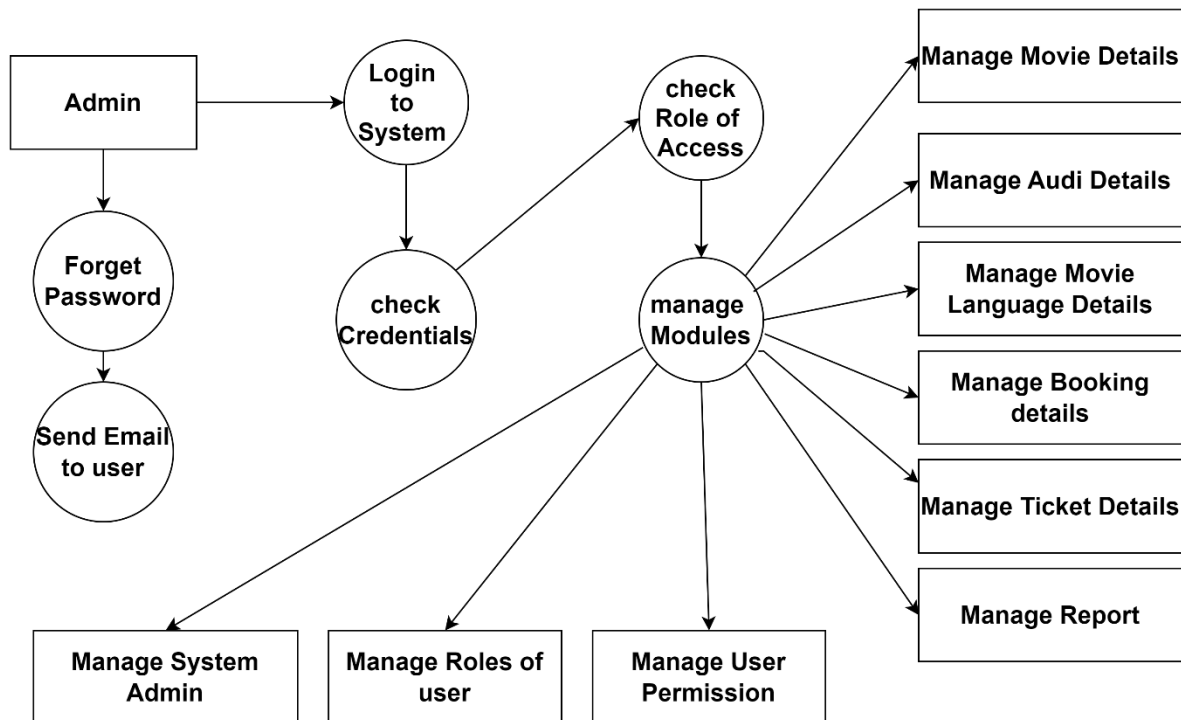 Admin
Login
to
System
check
Role of
Access
Manage Movie Details
Manage Audi Details
Forget
Password
check
Credentials
manage
Modules
Manage Movie
Language Details
Manage Booking
details
Send Email
to user
Manage Ticket Details
Manage Report
Manage System
Admin
Manage Roles of
user
Manage User
Permission